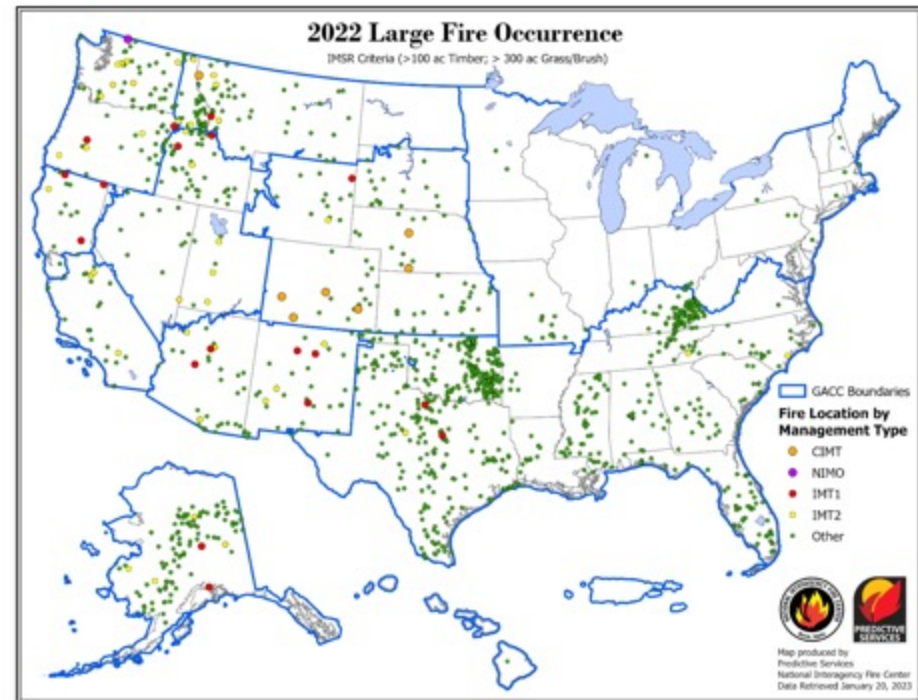 2022 Large Fire Occurrence
IMSR Criteria (>100 ac Timber; > 300 ac Grass/Brush)
GACC Boundaries
Fire Location by
Management Type
CIMT
NIMO
IMT1
IMT2
Other
PREDICTIVE
SERVICES
Map produced by
Predictive Services
National Interagency Fire Center
Data Retrieved January 20, 2023